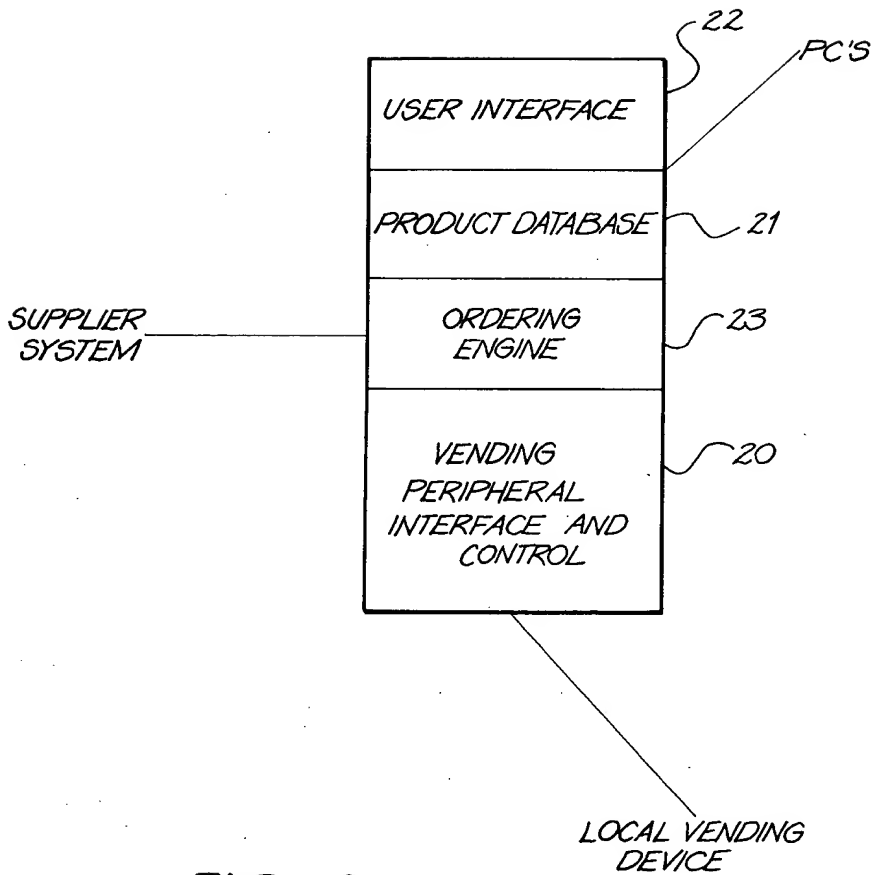 22
PC'S
USER INTERFACE
PRODUCT DATABASE
21
SUPPLIER
SYSTEM
ORDERING
ENGINE
23
VENDING
PERIPHERAL
INTERFACE AND
CONTROL
20
LOCAL VENDING
DEVICE